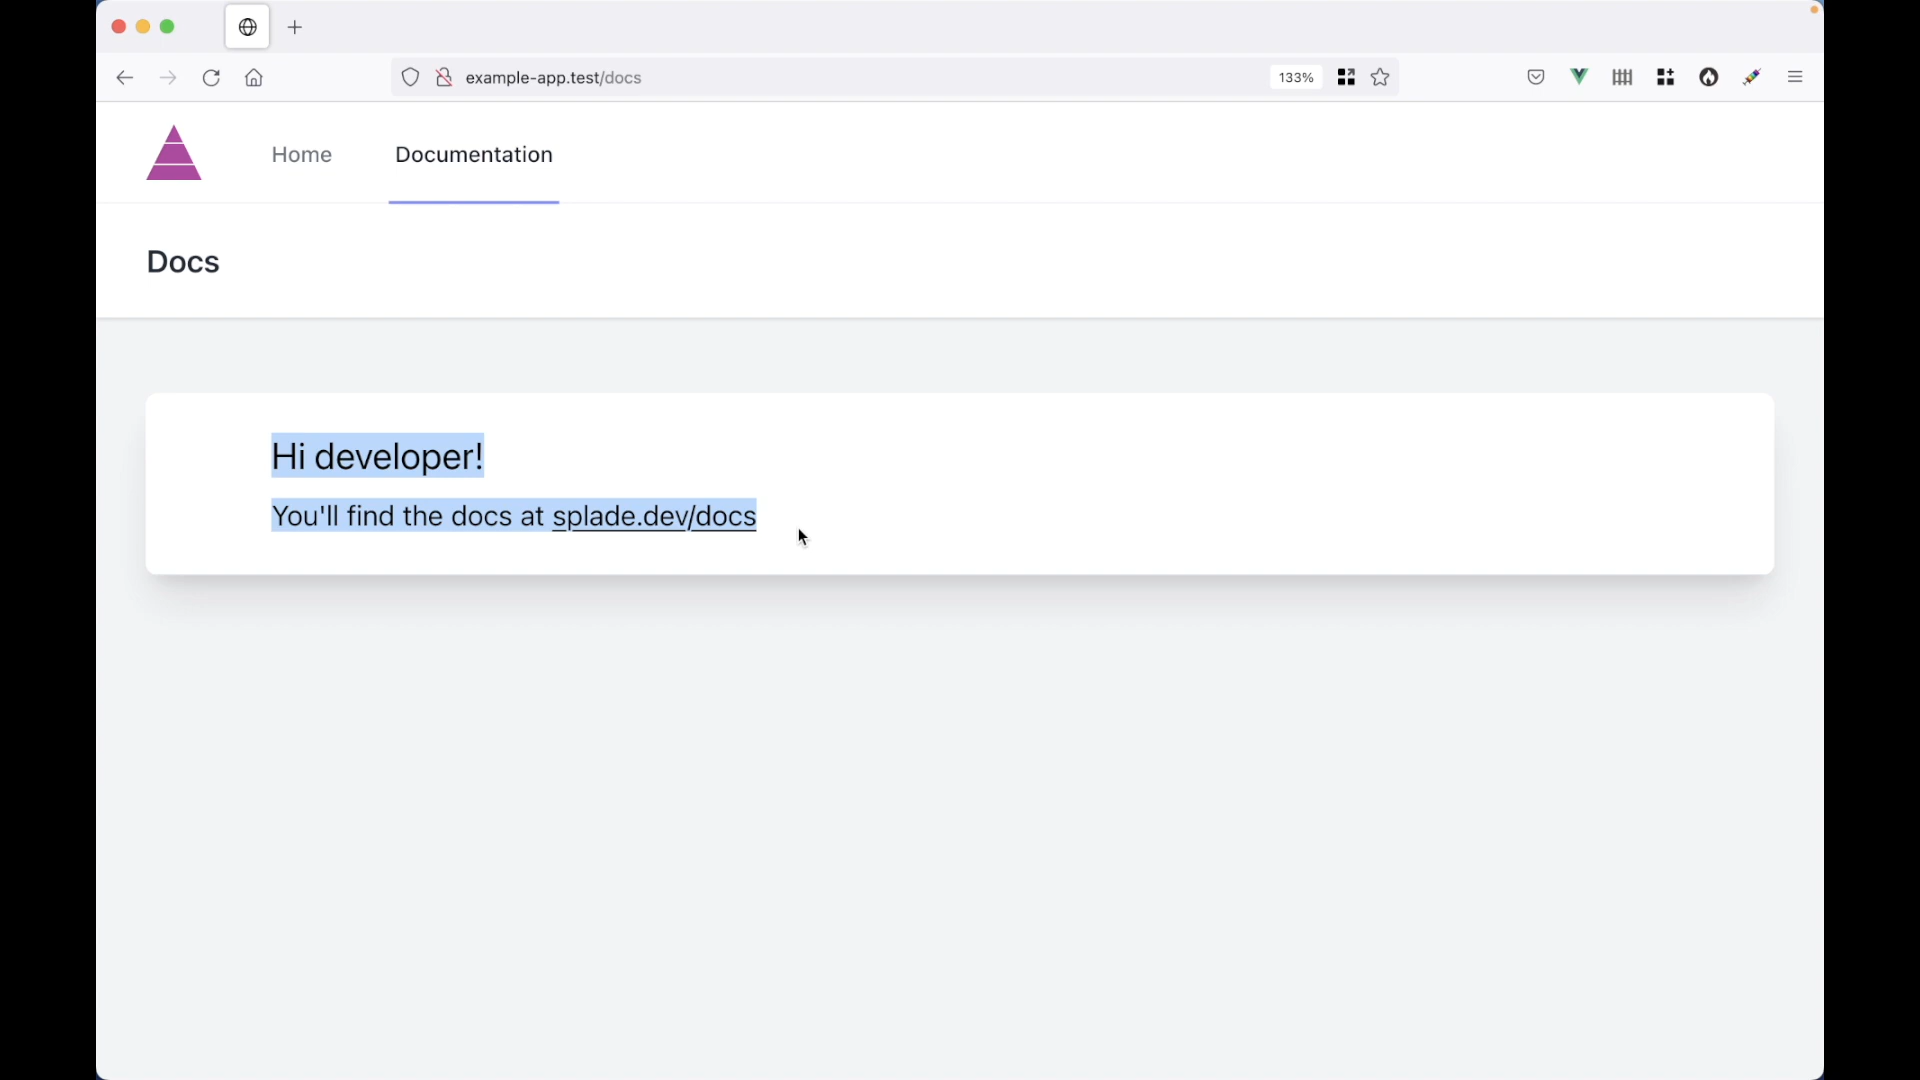 example-app.test/docs
133%
Home
Documentation
Docs
Hi developer!
You'll find the docs at splade.dev/docs